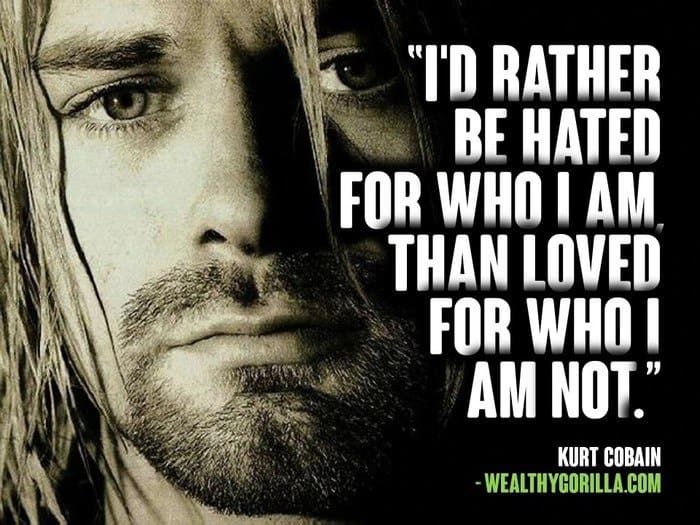 “I'D RATHER
BE HATED
FOR WHO I AM,
THAN LOVED
FOR WHO I
AM NOT.”
KURT COBAIN
- WEALTHYGORILLA.COM